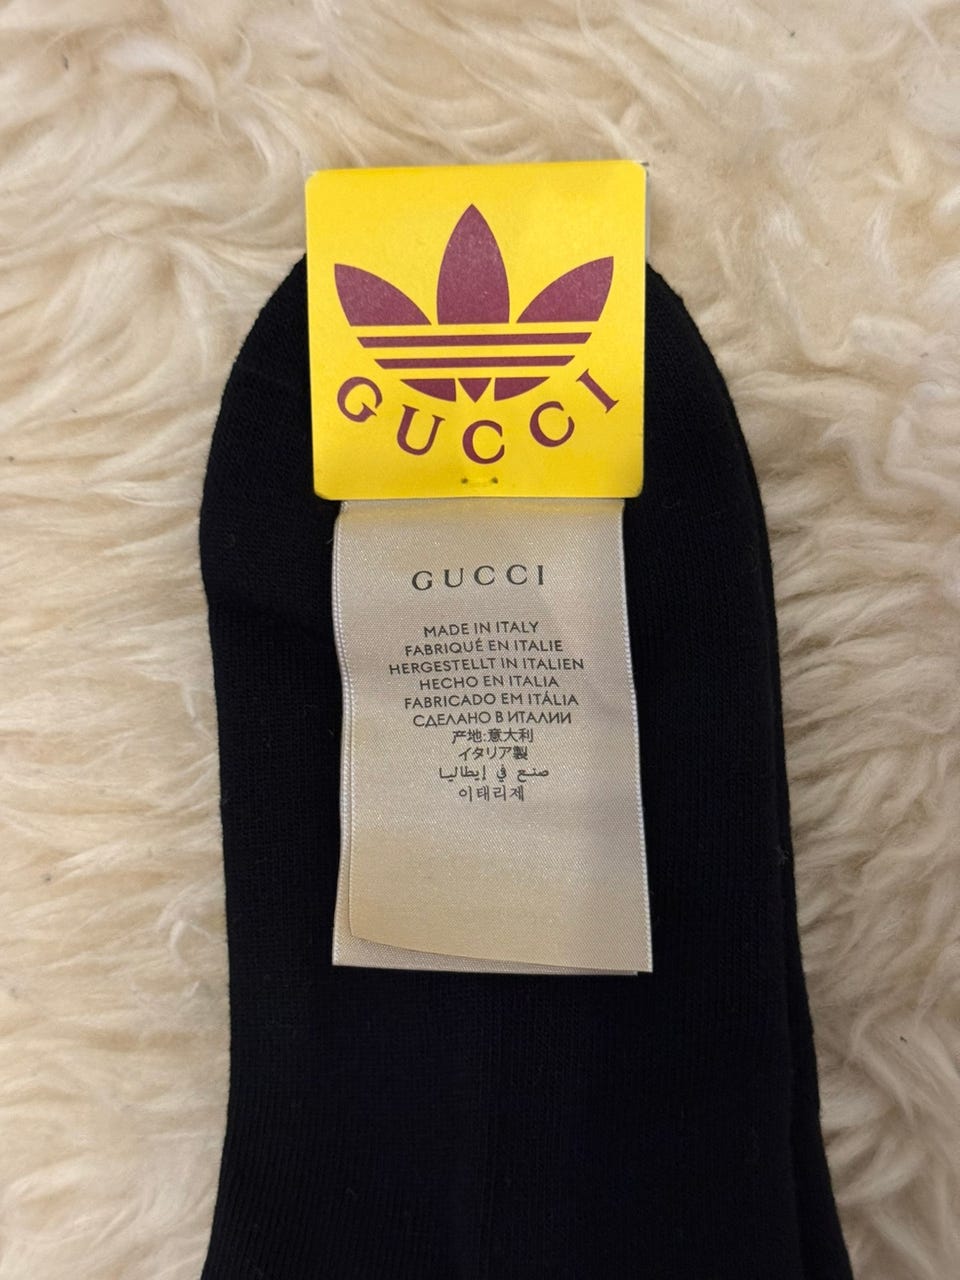 GUCCI
GUCCI
MADE IN ITALY
FABRIQUÉ EN ITALIE
HERGESTELLT IN ITALIEN
HECHO EN ITALIA
FABRICADO EM ITÁLIA
СДЕЛАНО В ИТАЛИИ
产地:意大利
イタリア製
صنع في إيطاليا
이태리제